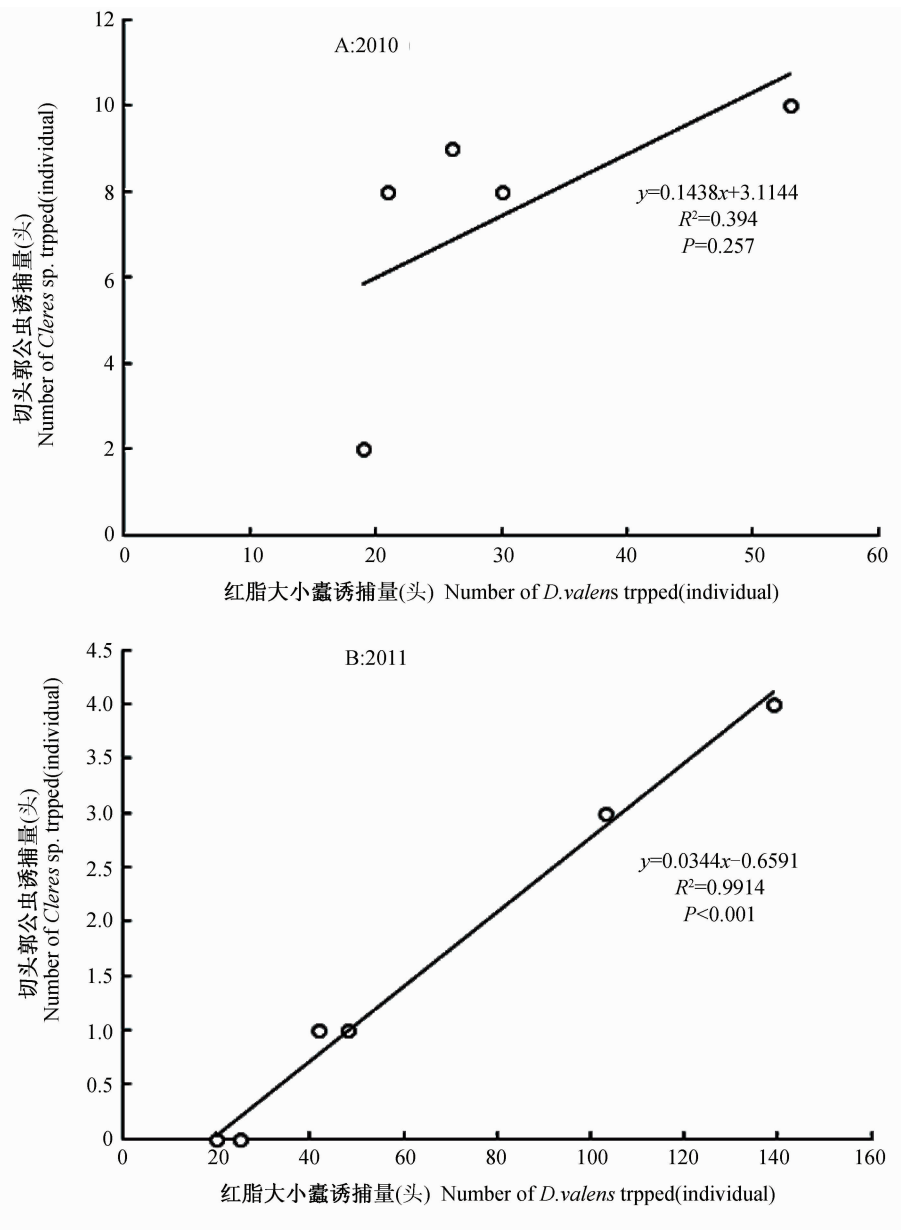 12
A:2010
10
8
6
4
2
0
y=0.1438x+3.1144
R²=0.394
P=0.257
切头郭公虫诱捕量(头)
Number of Cleres sp. trpped(individual)
0 10 20 30 40 50 60
红脂大小蠹诱捕量(头) Number of D.valens trpped(individual)
4.5
B:2011
4.0
3.5
3.0
2.5
2.0
1.5
1.0
0.5
0
y=0.0344x−0.6591
R²=0.9914
P<0.001
切头郭公虫诱捕量(头)
Number of Cleres sp. trpped(individual)
0 20 40 60 80 100 120 140 160
红脂大小蠹诱捕量(头) Number of D.valens trpped(individual)